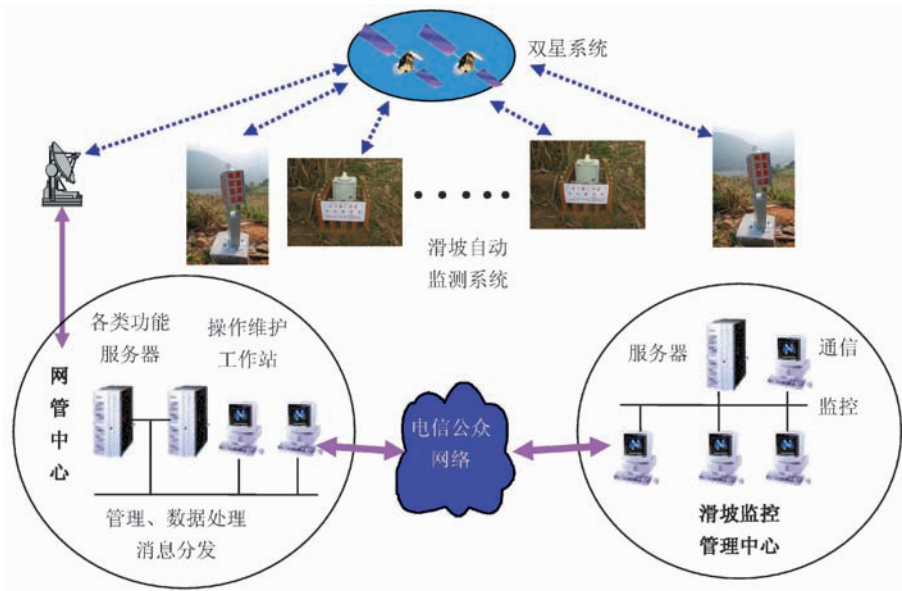 双星系统
滑坡自动
监测系统
各类功能
服务器
操作维护
工作站
网管中心
管理、数据处理
消息分发
电信公众
网络
服务器
通信
监控
滑坡监控
管理中心